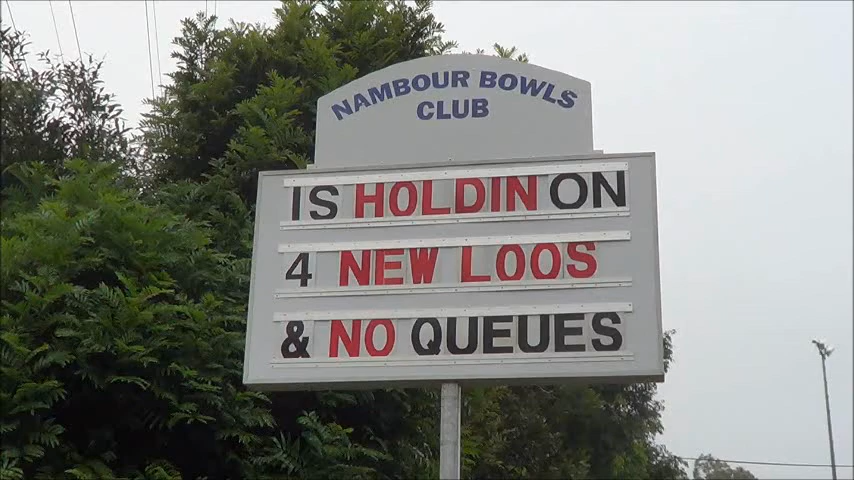 NAMBOUR BOWLS
CLUB
IS HOLDIN ON
4 NEW LOOS
& NO QUEUES